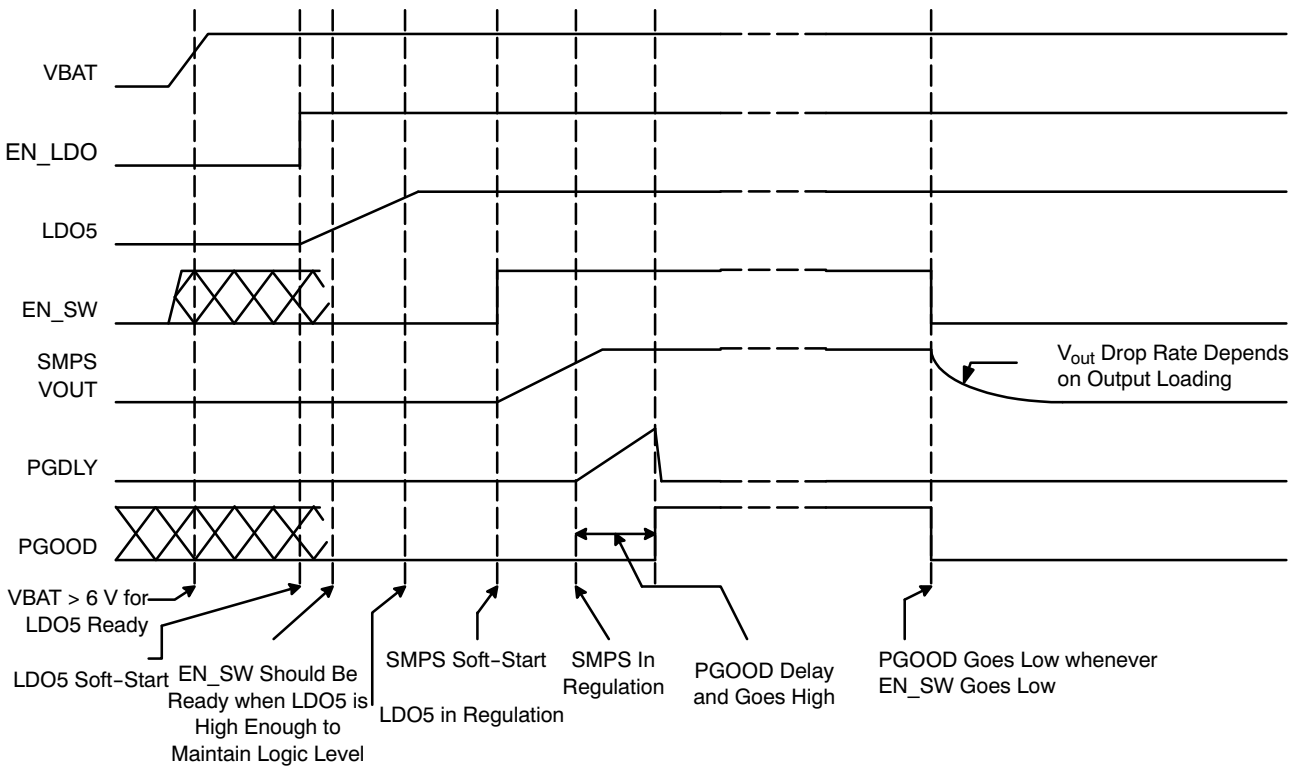 VBAT
EN_LDO
LDO5
EN_SW
SMPS
VOUT
Vout Drop Rate Depends
on Output Loading
PGDLY
PGOOD
VBAT > 6 V for
LDO5 Ready
LDO5 Soft-Start
EN_SW Should Be
Ready when LDO5 is
High Enough to
Maintain Logic Level
LDO5 in Regulation
SMPS Soft-Start
SMPS In
Regulation
PGOOD Delay
and Goes High
PGOOD Goes Low whenever
EN_SW Goes Low